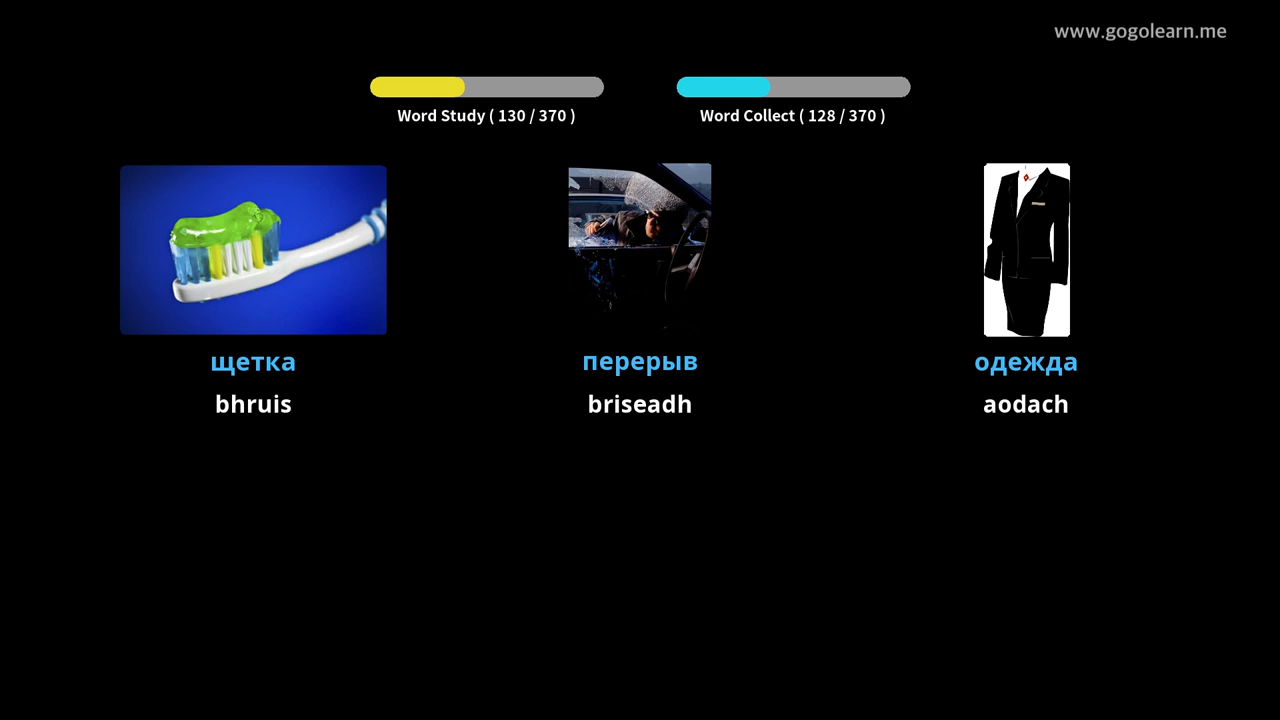 www.gogolearn.me
Word Study ( 130 / 370 )
Word Collect ( 128 / 370 )
щетка
перерыв
одежда
bhruis
briseadh
aodach